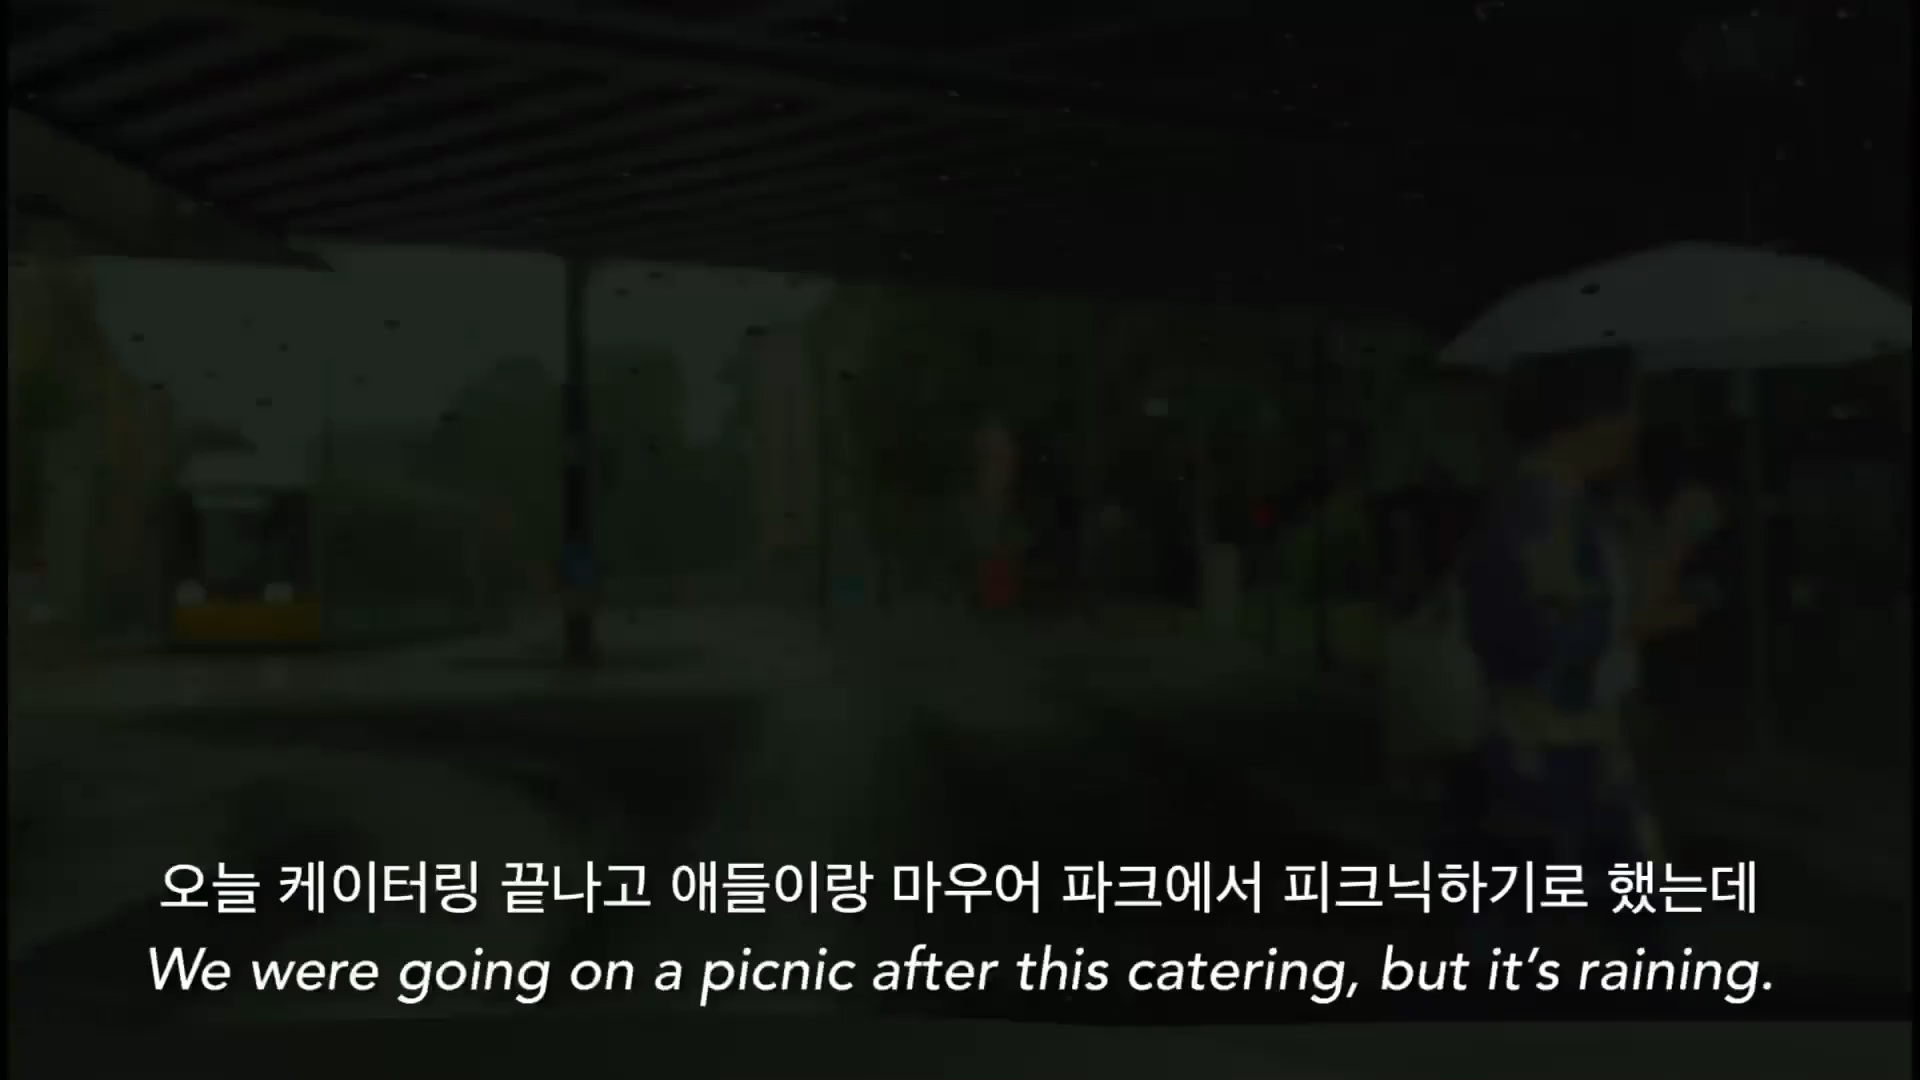 오늘 케이터링 끝나고 애들이랑 마우어 파크에서 피크닉하기로 했는데
We were going on a picnic after this catering, but it’s raining.